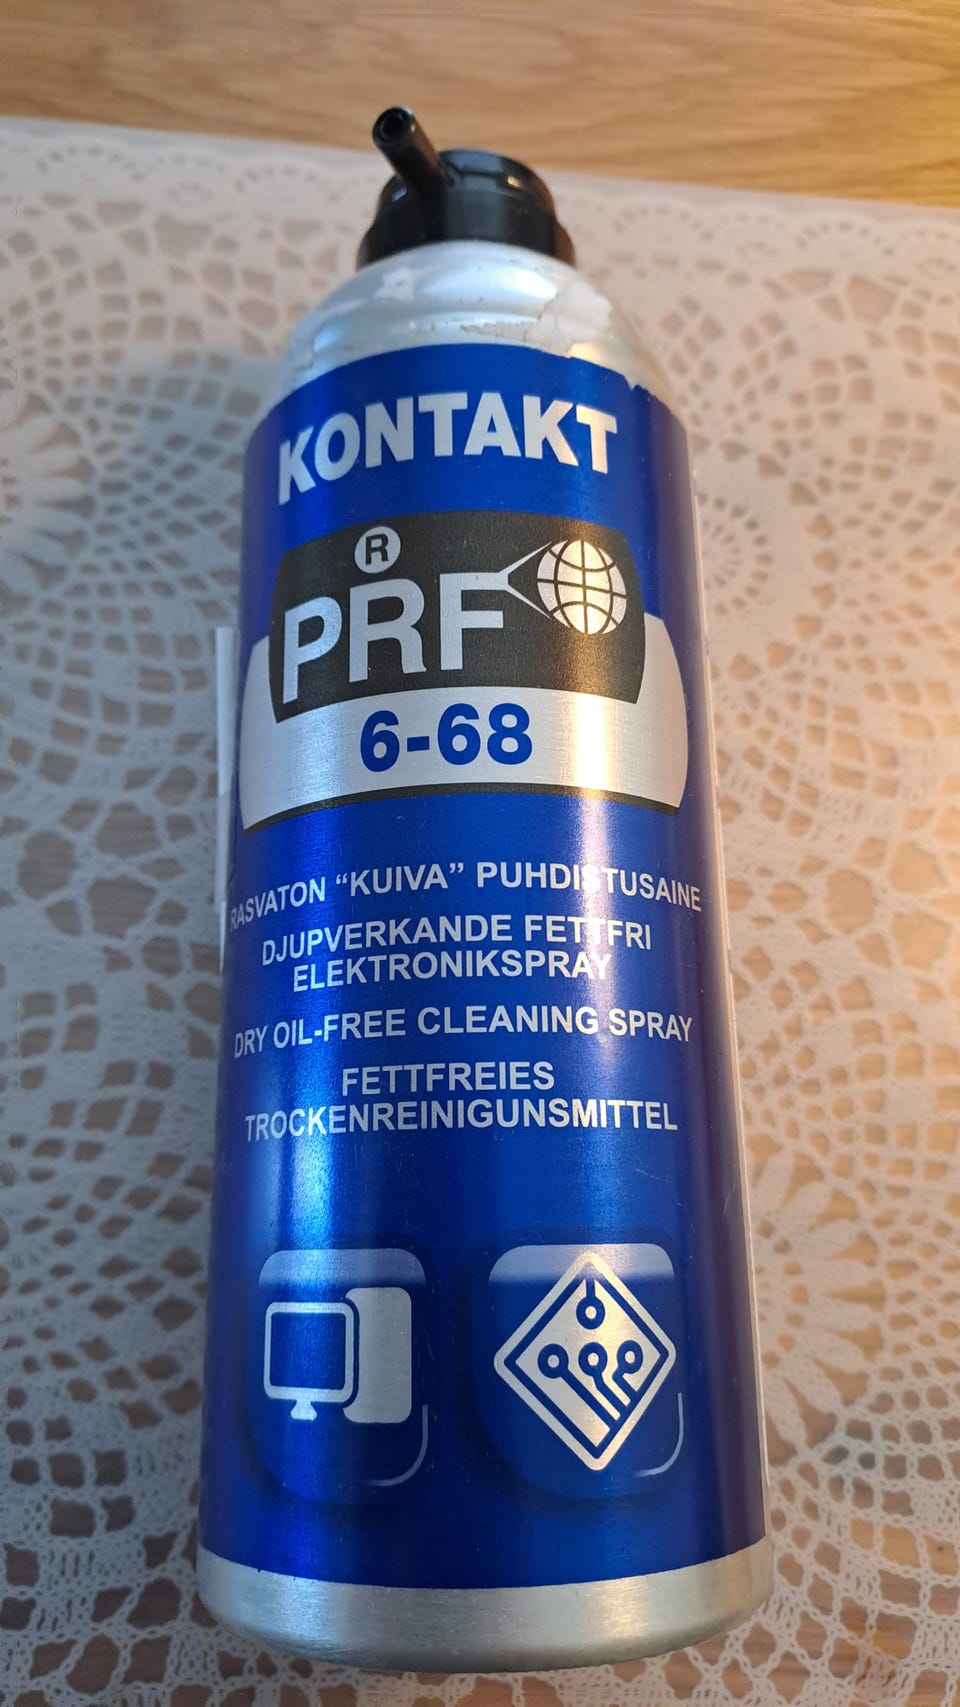 KONTAKT
®
PRF
6-68
RASVATON “KUIVA” PUHDISTUSAINE
DJUPVERKANDE FETTFRI
ELEKTRONIKSPRAY
DRY OIL-FREE CLEANING SPRAY
FETTFREIES
TROCKENREINIGUNSMITTEL